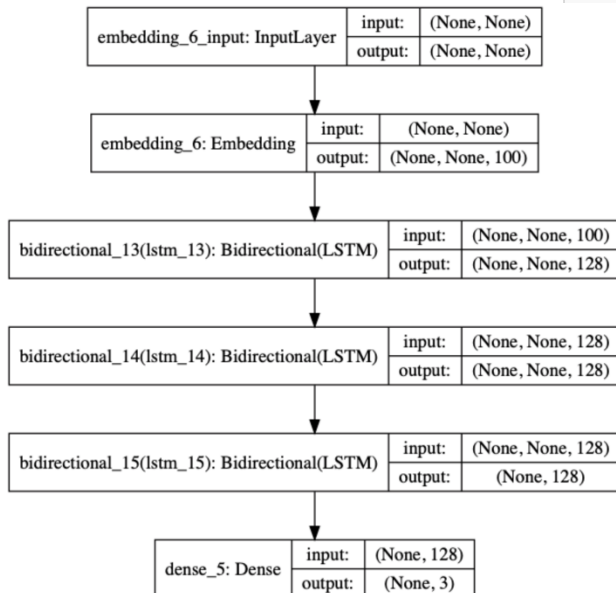 embedding_6_input: InputLayer
input: (None, None)
output: (None, None)
embedding_6: Embedding
input: (None, None)
output: (None, None, 100)
bidirectional_13(lstm_13): Bidirectional(LSTM)
input: (None, None, 100)
output: (None, None, 128)
bidirectional_14(lstm_14): Bidirectional(LSTM)
input: (None, None, 128)
output: (None, None, 128)
bidirectional_15(lstm_15): Bidirectional(LSTM)
input: (None, None, 128)
output: (None, 128)
dense_5: Dense
input: (None, 128)
output: (None, 3)